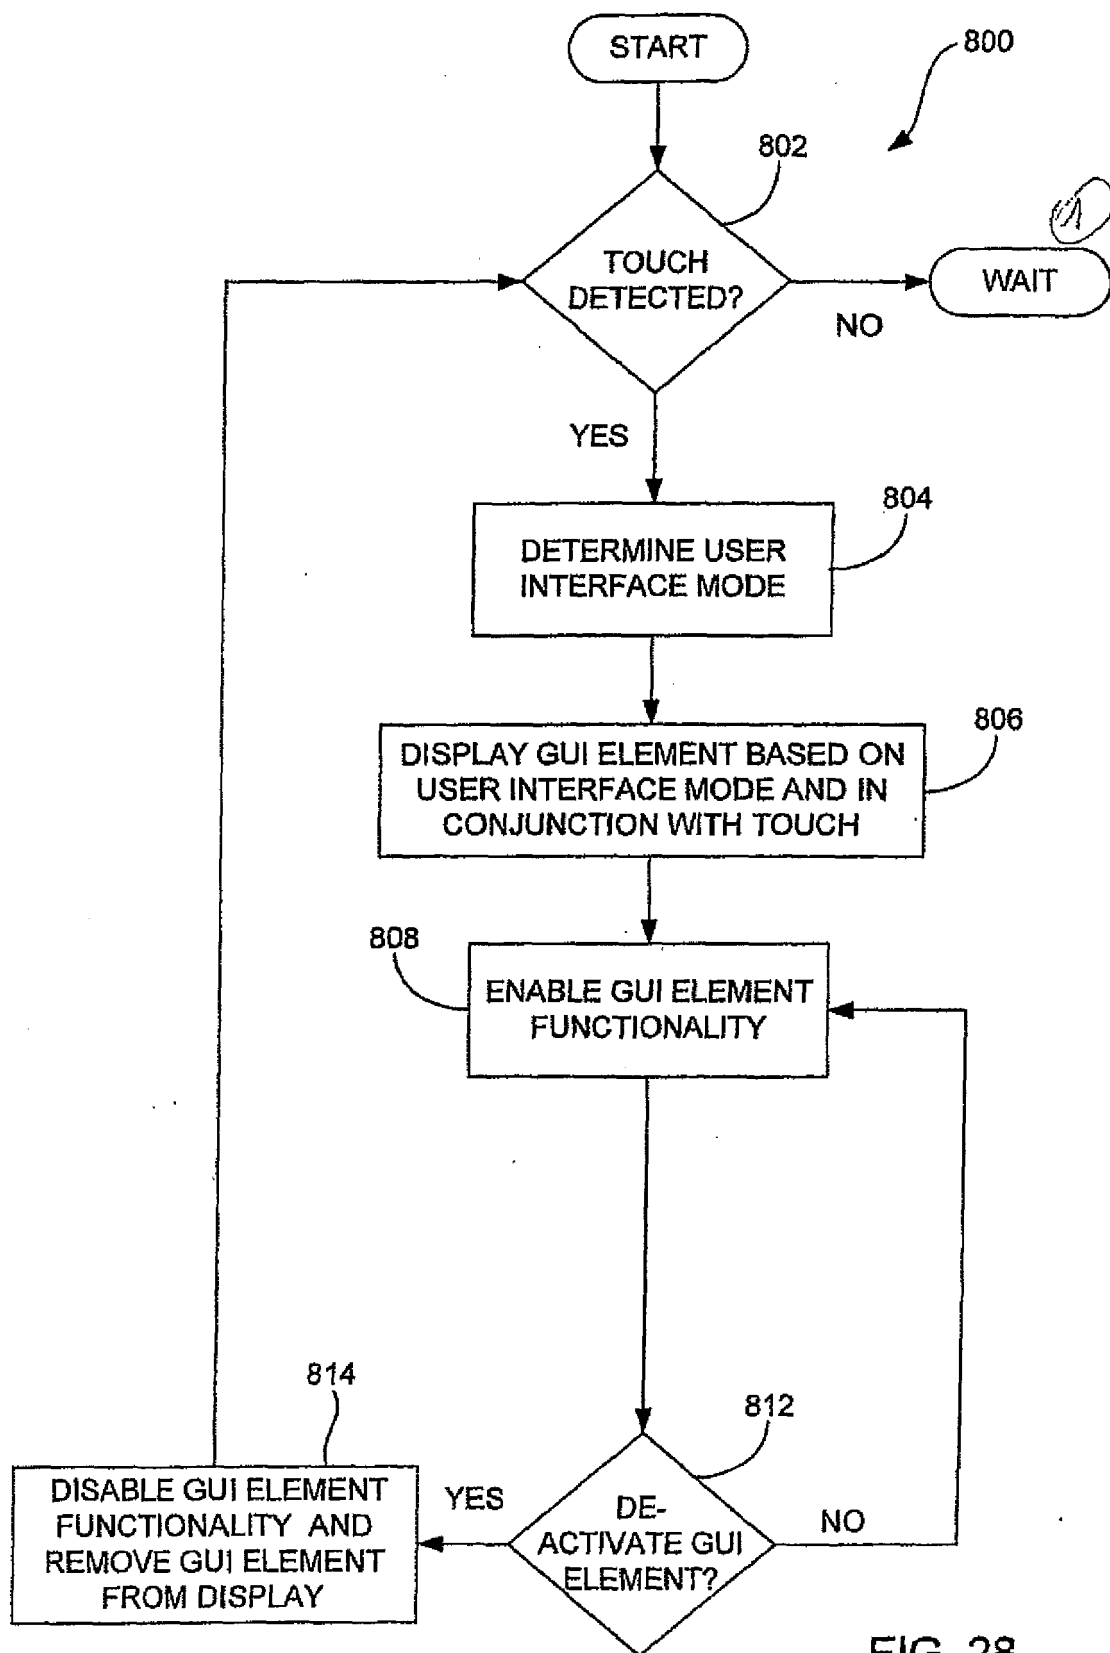 START
800
802
TOUCH
DETECTED?
WAIT
NO
YES
804
DETERMINE USER
INTERFACE MODE
806
DISPLAY GUI ELEMENT BASED ON
USER INTERFACE MODE AND IN
CONJUNCTION WITH TOUCH
808
ENABLE GUI ELEMENT
FUNCTIONALITY
814
812
DISABLE GUI ELEMENT
FUNCTIONALITY AND
REMOVE GUI ELEMENT
FROM DISPLAY
YES
DE-
ACTIVATE GUI
ELEMENT?
NO
FIG. 28